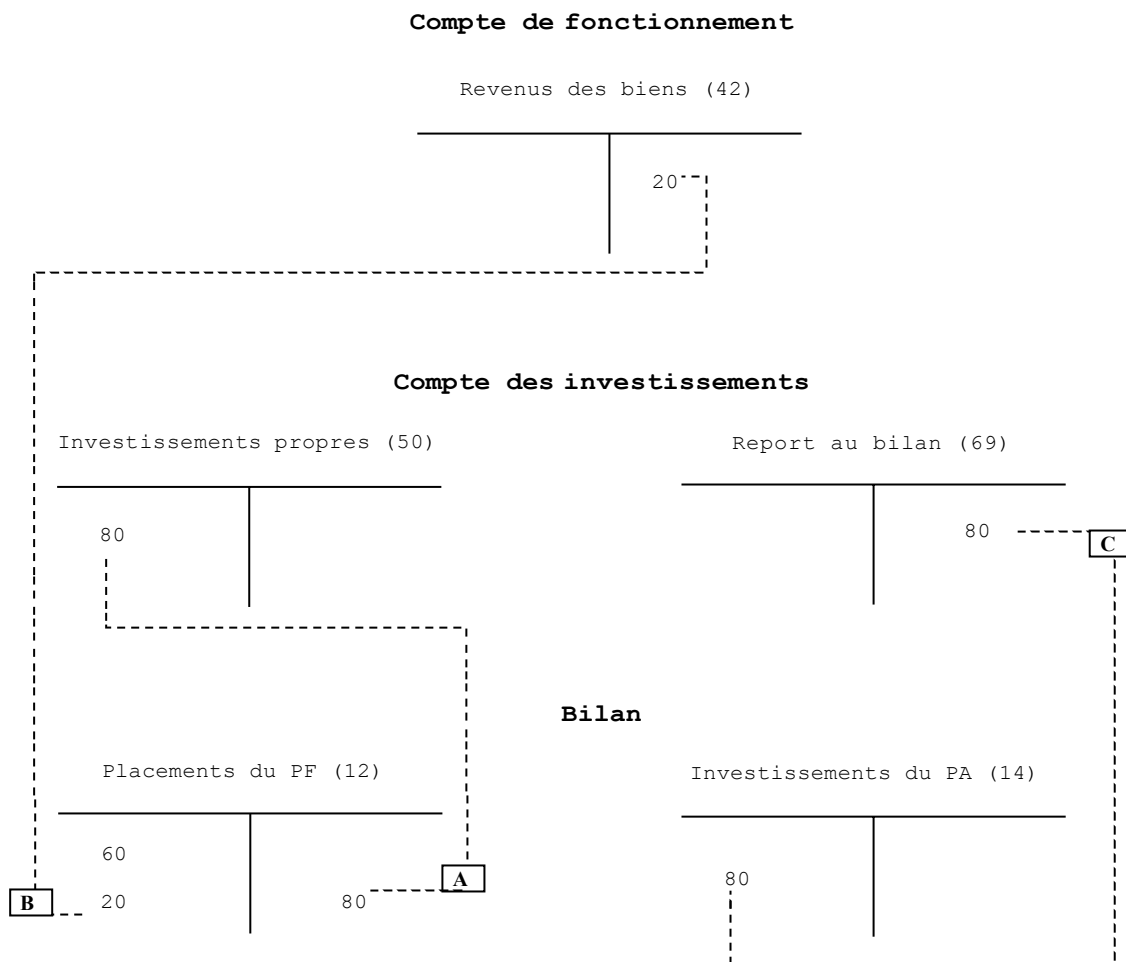 Compte de fonctionnement
Revenus des biens (42)
20
Compte des investissements
Investissements propres (50)
Report au bilan (69)
80
80
C
Bilan
Placements du PF (12)
Investissements du PA (14)
60
A
80
B
20
80